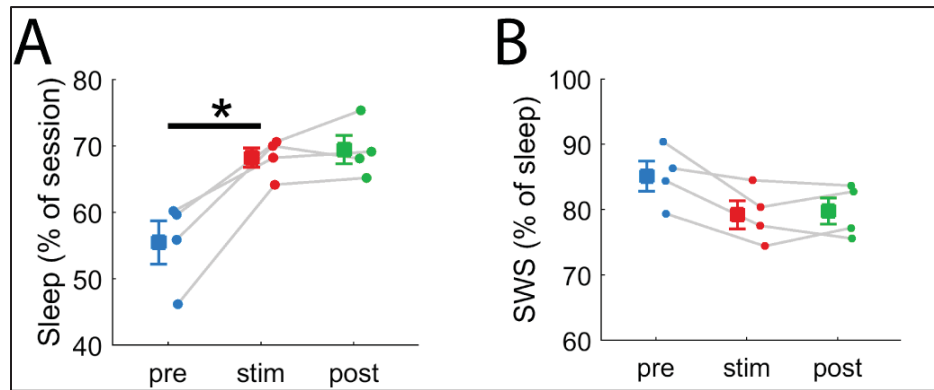 A
Sleep (% of session)
80
70
60
50
40
*
pre stim post
B
SWS (% of sleep)
100
90
80
70
60
pre stim post